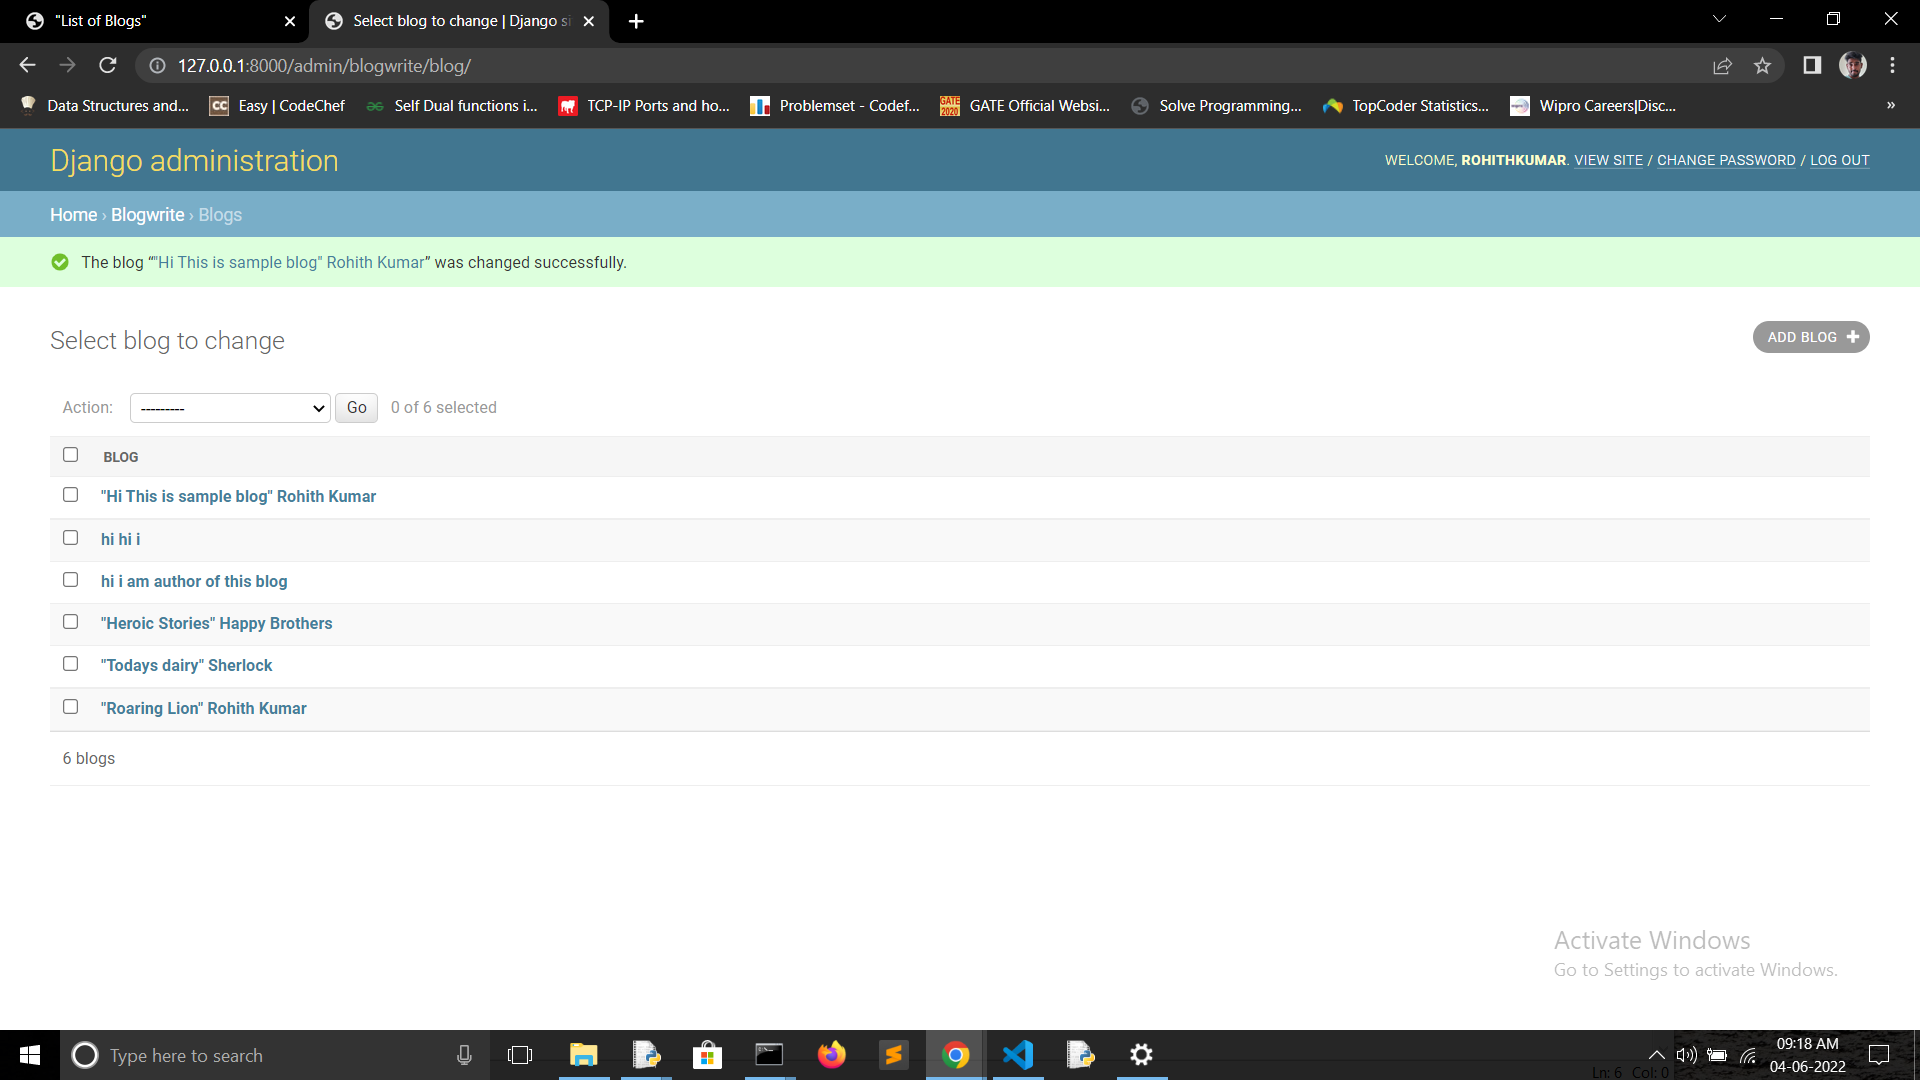 "List of Blogs"
Select blog to change | Django si
127.0.0.1:8000/admin/blogwrite/blog/
Data Structures and...
Easy | CodeChef
Self Dual functions i...
TCP-IP Ports and ho...
Problemset - Codef...
GATE Official Websi...
Solve Programming...
TopCoder Statistics...
Wipro Careers|Disc...
»
Django administration
WELCOME, ROHITHKUMAR. VIEW SITE / CHANGE PASSWORD / LOG OUT
Home › Blogwrite › Blogs
The blog “"Hi This is sample blog" Rohith Kumar” was changed successfully.
Select blog to change
ADD BLOG +
Action: --------- Go 0 of 6 selected
BLOG
"Hi This is sample blog" Rohith Kumar
hi hi i
hi i am author of this blog
"Heroic Stories" Happy Brothers
"Todays dairy" Sherlock
"Roaring Lion" Rohith Kumar
6 blogs
Activate Windows
Go to Settings to activate Windows.
Type here to search
09:18 AM
04-06-2022
Ln: 6 Col: 0